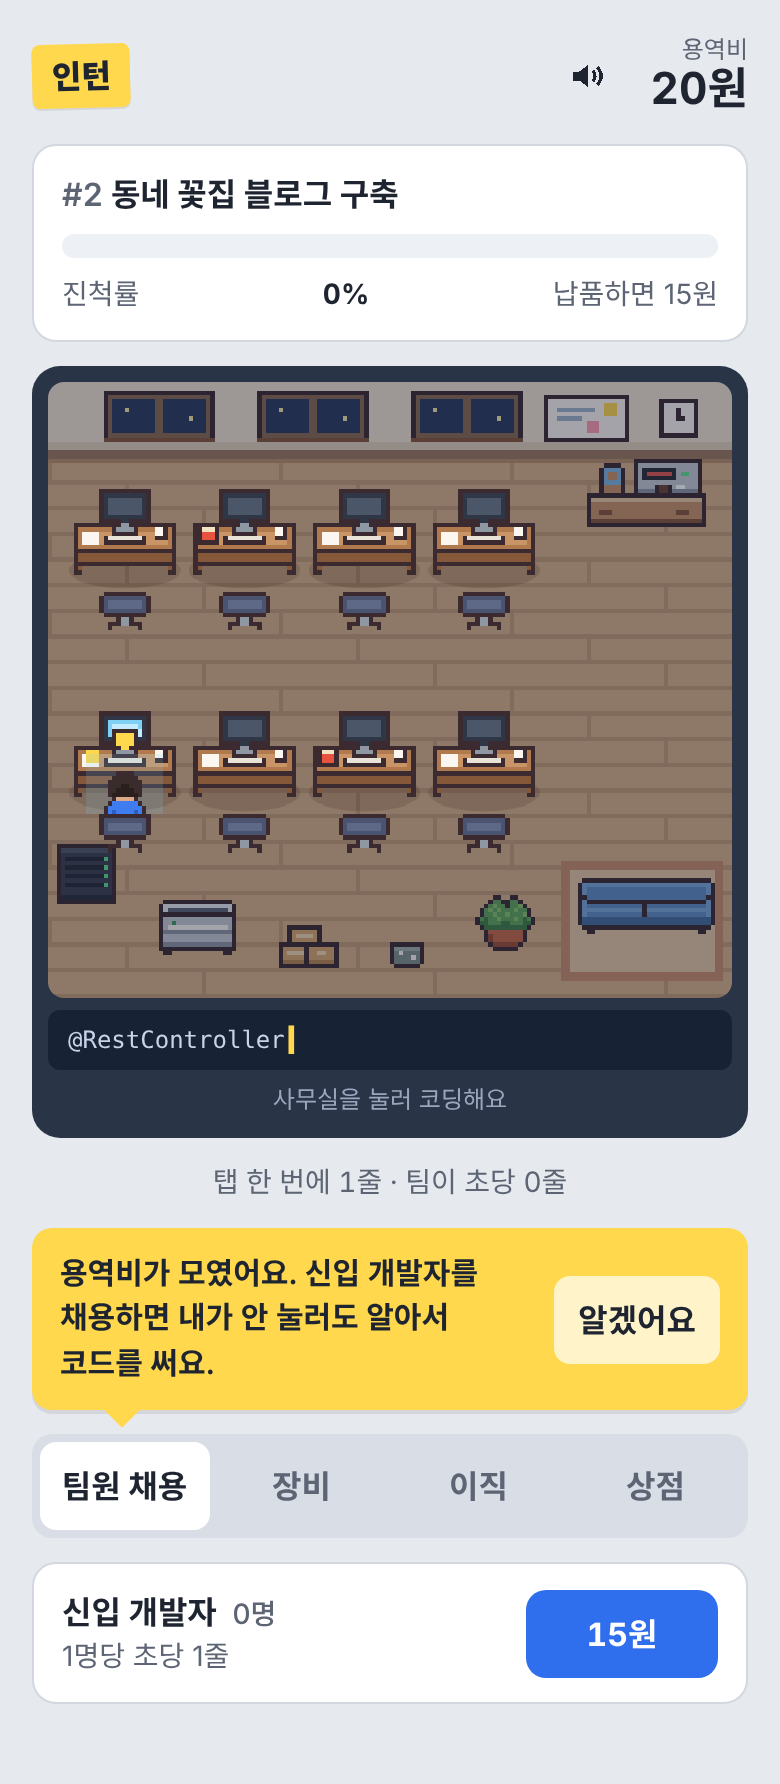 인턴
용역비
20원
#2 동네 꽃집 블로그 구축
진척률 0% 납품하면 15원
@RestController
사무실을 눌러 코딩해요
탭 한 번에 1줄 · 팀이 초당 0줄
용역비가 모였어요. 신입 개발자를
채용하면 내가 안 눌러도 알아서
코드를 써요.
알겠어요
팀원 채용 장비 이직 상점
신입 개발자 0명
1명당 초당 1줄
15원